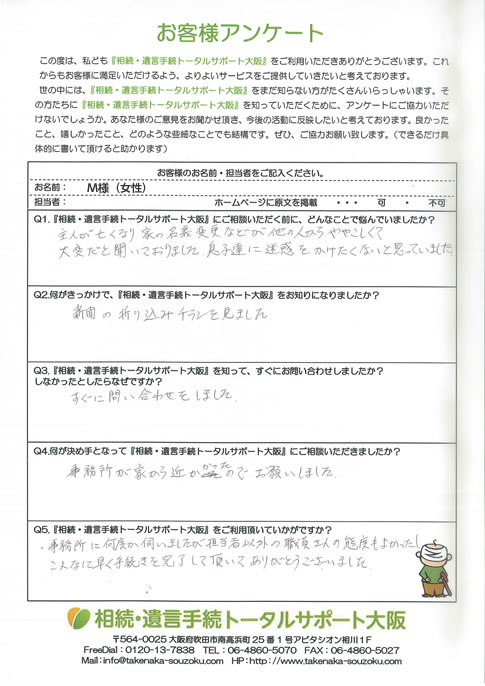 お客様アンケート
この度は、私ども『相続・遺言手続トータルサポート大阪』をご利用いただきありがとうございます。これ
からもお客様に満足いただけるよう、よりよいサービスをご提供していきたいと考えております。
世の中には、『相続・遺言手続トータルサポート大阪』をまだ知らない方がたくさんいらっしゃいます。そ
の方たちに『相続・遺言手続トータルサポート大阪』を知っていただくために、アンケートにご協力いただ
けないでしょうか。あなた様のご意見をお聞かせ頂き、今後の活動に反映したいと考えております。良かった
こと、嬉しかったこと、どのような些細なことでも結構です。ぜひ、ご協力お願い致します。（できるだけ具
体的に書いて頂けると助かります）
お客様のお名前・担当者をご記入ください。
お名前： M様（女性）
担当者： ホームページに原文を掲載 ・・・ 可 ・ 不可
Q1.『相続・遺言手続トータルサポート大阪』にご相談いただく前に、どんなことで悩んでいましたか？
主人が亡くなり家の名義変更などが他の人からややこしくて
大変だと聞いておりました 息子達に迷惑をかけたくないと思っていました。
Q2.何がきっかけで、『相続・遺言手続トータルサポート大阪』をお知りになりましたか？
新聞の折り込みチラシを見ました
Q3.『相続・遺言手続トータルサポート大阪』を知って、すぐにお問い合わせしましたか？
しなかったとしたらなぜですか？
すぐに問い合わせをしました。
Q4.何が決め手となって『相続・遺言手続トータルサポート大阪』にご相談いただきましたか？
事務所が家から近かったのでお願いしました。
Q5.『相続・遺言手続トータルサポート大阪』をご利用頂いていかがですか？
・事務所に何度か伺いましたが担当者以外の職員さんの態度もよかったし
こんなに早く手続きを完了して頂いてありがとうございました。
相続・遺言手続トータルサポート大阪
〒564-0025 大阪府吹田市南高浜町25番1号アビタシオン相川1F
FreeDial：0120-13-7838 TEL：06-4860-5070 FAX：06-4860-5027
Mail：info@takenaka-souzoku.com HP：http://www.takenaka-souzoku.com